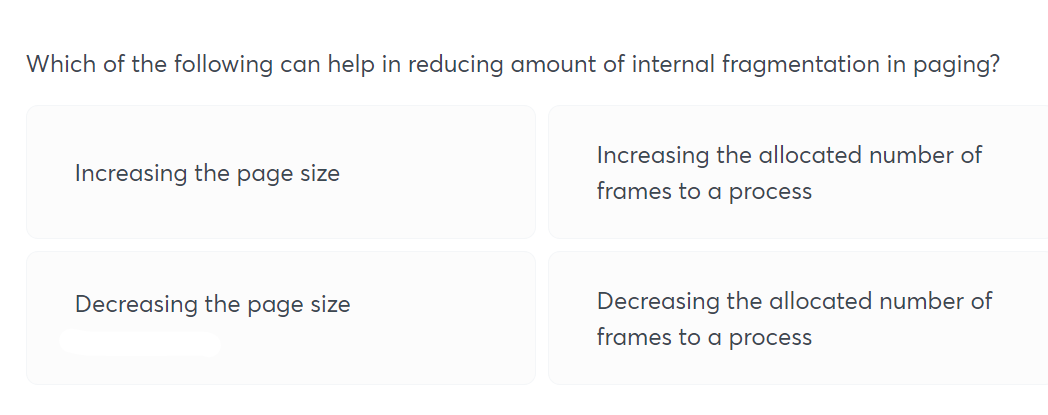 Which of the following can help in reducing amount of internal fragmentation in paging?
Increasing the page size
Increasing the allocated number of
frames to a process
Decreasing the page size
Decreasing the allocated number of
frames to a process